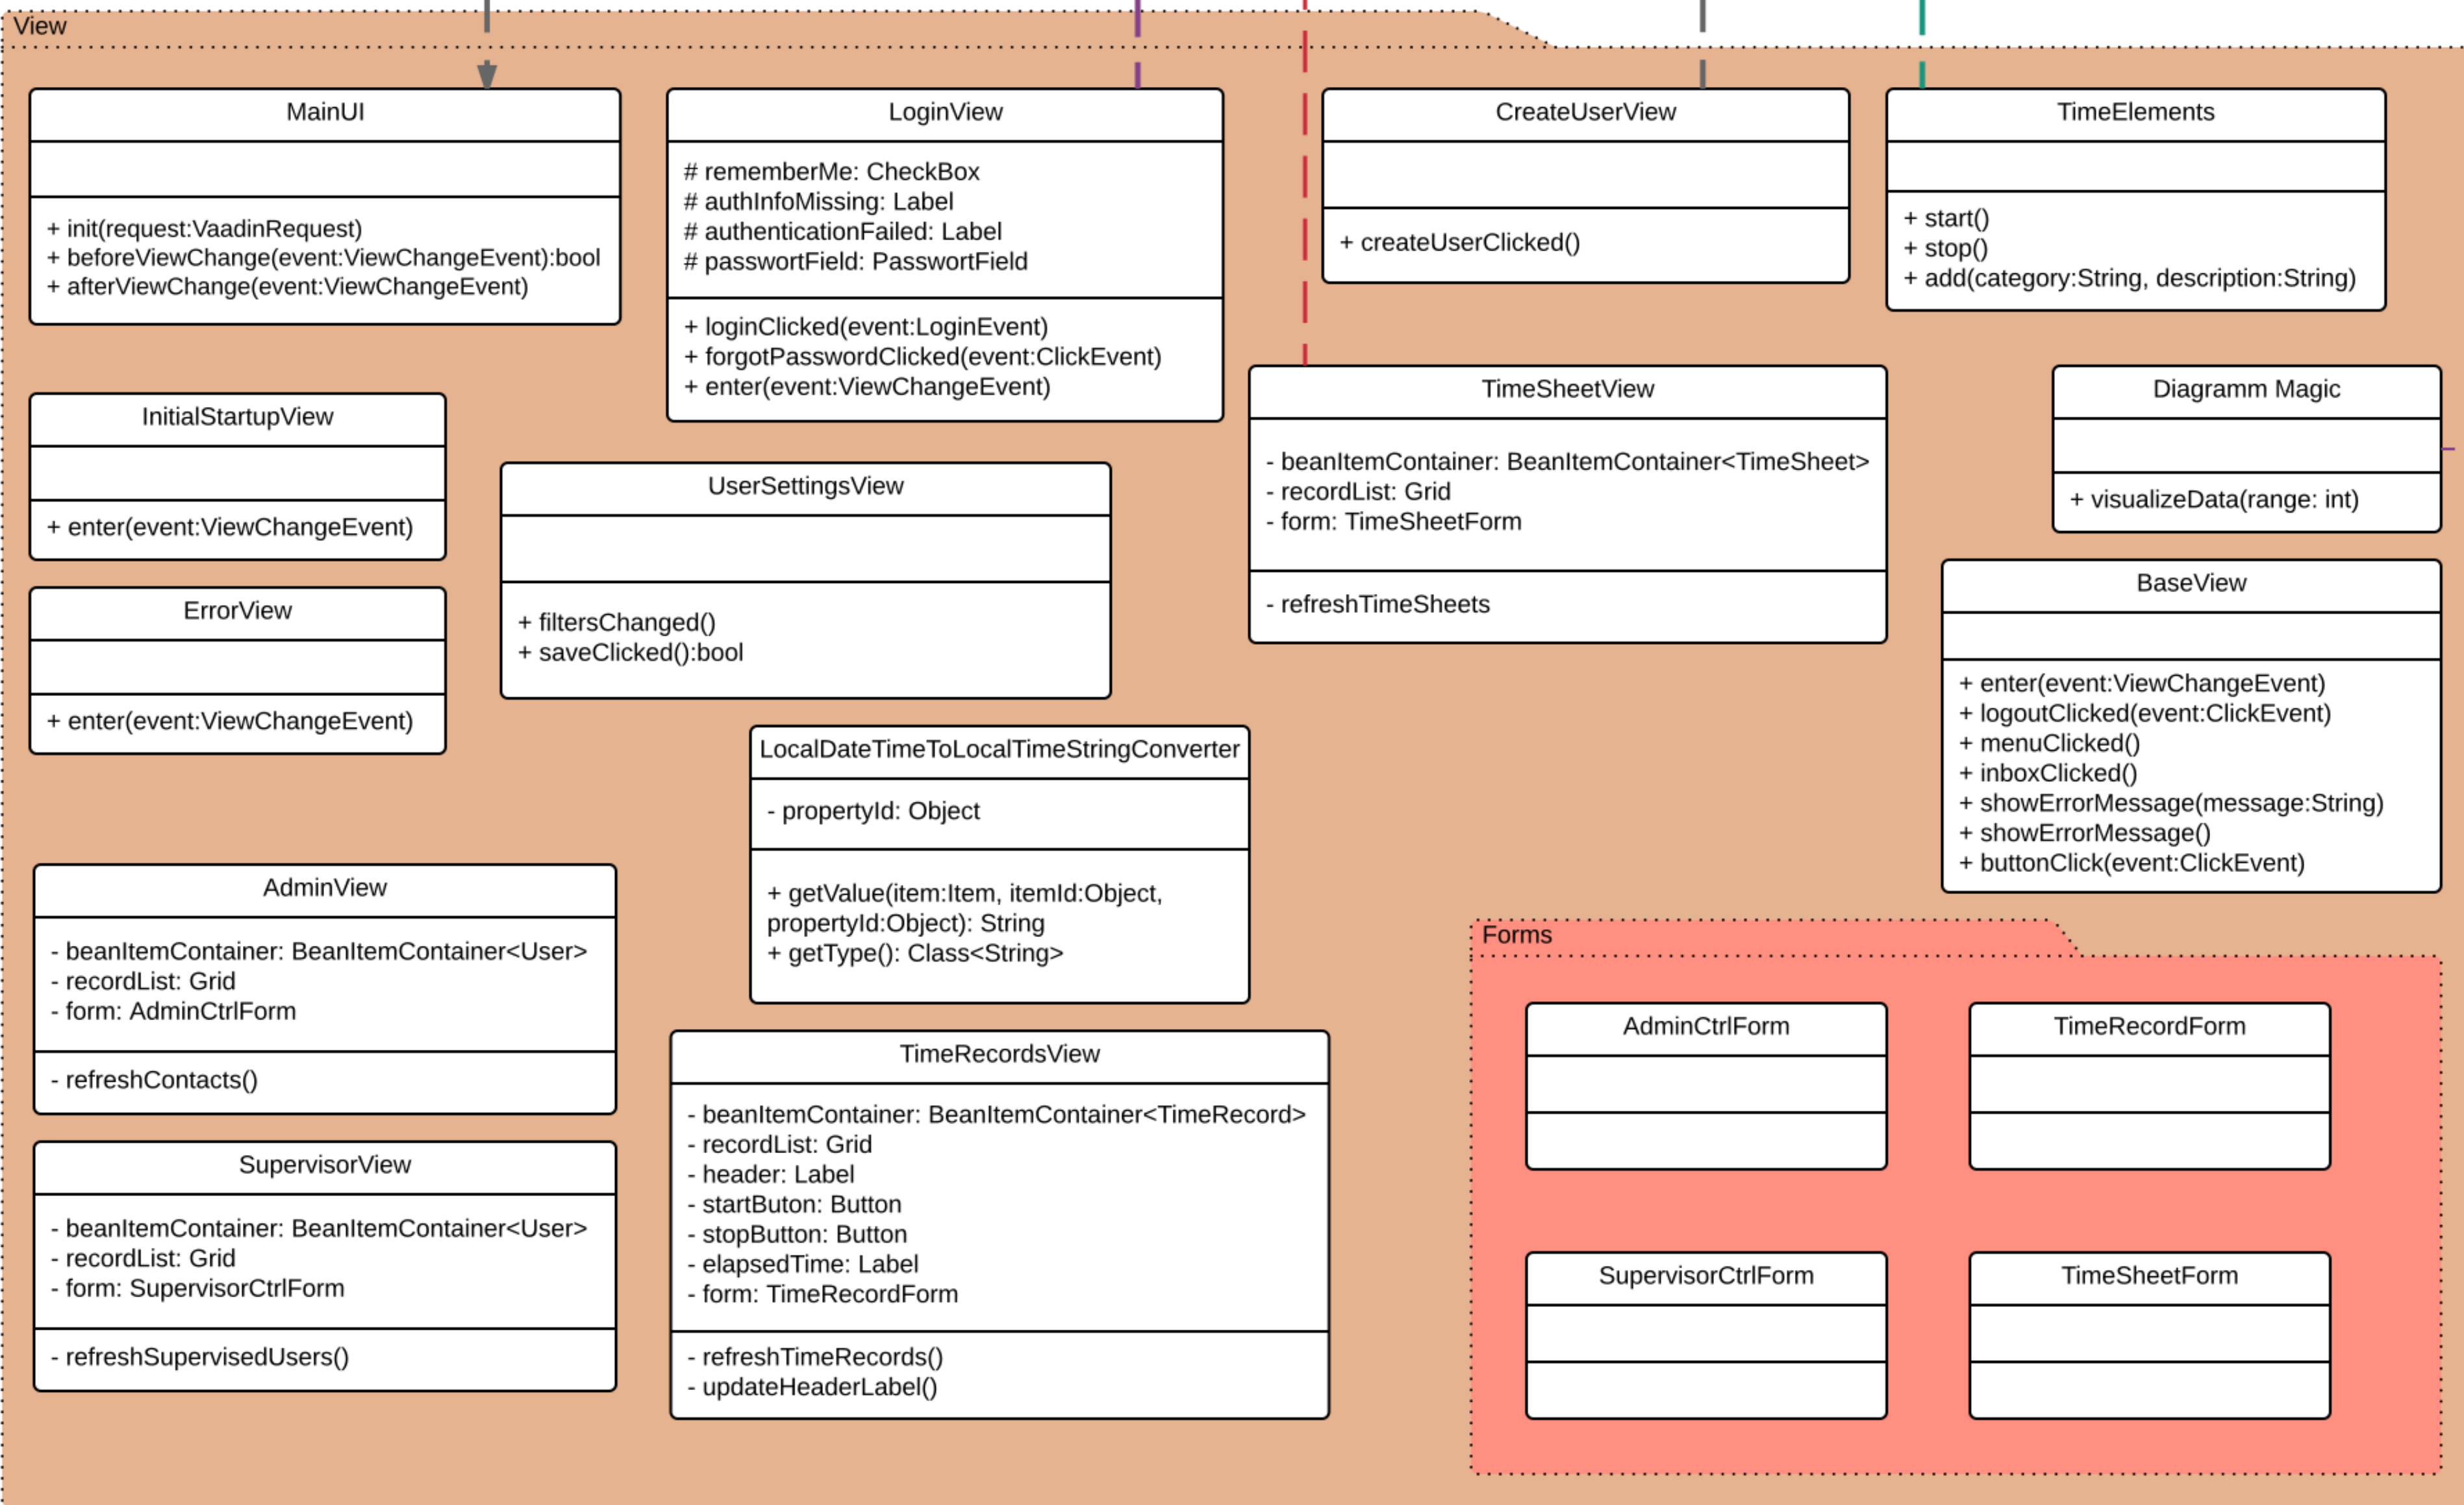 View
MainUI
+ init(request:VaadinRequest)
+ beforeViewChange(event:ViewChangeEvent):bool
+ afterViewChange(event:ViewChangeEvent)
LoginView
# rememberMe: CheckBox
# authInfoMissing: Label
# authenticationFailed: Label
# passwortField: PasswortField
+ loginClicked(event:LoginEvent)
+ forgotPasswordClicked(event:ClickEvent)
+ enter(event:ViewChangeEvent)
CreateUserView
+ createUserClicked()
TimeElements
+ start()
+ stop()
+ add(category:String, description:String)
InitialStartupView
+ enter(event:ViewChangeEvent)
UserSettingsView
+ filtersChanged()
+ saveClicked():bool
TimeSheetView
- beanItemContainer: BeanItemContainer<TimeSheet>
- recordList: Grid
- form: TimeSheetForm
- refreshTimeSheets
Diagramm Magic
+ visualizeData(range: int)
ErrorView
+ enter(event:ViewChangeEvent)
BaseView
+ enter(event:ViewChangeEvent)
+ logoutClicked(event:ClickEvent)
+ menuClicked()
+ inboxClicked()
+ showErrorMessage(message:String)
+ showErrorMessage()
+ buttonClick(event:ClickEvent)
LocalDateTimeToLocalTimeStringConverter
- propertyId: Object
+ getValue(item:Item, itemId:Object,
propertyId:Object): String
+ getType(): Class<String>
AdminView
- beanItemContainer: BeanItemContainer<User>
- recordList: Grid
- form: AdminCtrlForm
- refreshContacts()
TimeRecordsView
- beanItemContainer: BeanItemContainer<TimeRecord>
- recordList: Grid
- header: Label
- startButon: Button
- stopButton: Button
- elapsedTime: Label
- form: TimeRecordForm
- refreshTimeRecords()
- updateHeaderLabel()
SupervisorView
- beanItemContainer: BeanItemContainer<User>
- recordList: Grid
- form: SupervisorCtrlForm
- refreshSupervisedUsers()
Forms
AdminCtrlForm
TimeRecordForm
SupervisorCtrlForm
TimeSheetForm